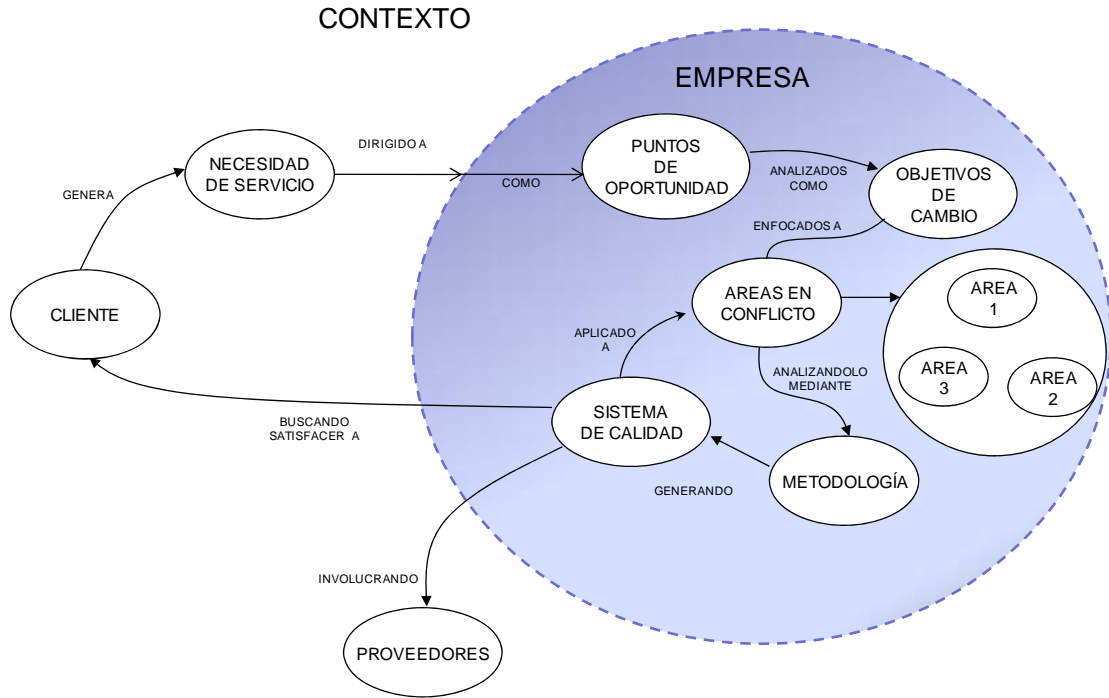 CONTEXTO
EMPRESA
NECESIDAD
DE SERVICIO
DIRIGIDO A
COMO
PUNTOS
DE
OPORTUNIDAD
ANALIZADOS
COMO
OBJETIVOS
DE
CAMBIO
GENERA
ENFOCADOS A
CLIENTE
AREAS EN
CONFLICTO
AREA
1
AREA
3
AREA
2
APLICADO
A
ANALIZANDOLO
MEDIANTE
BUSCANDO
SATISFACER A
SISTEMA
DE CALIDAD
GENERANDO
METODOLOGÍA
INVOLUCRANDO
PROVEEDORES